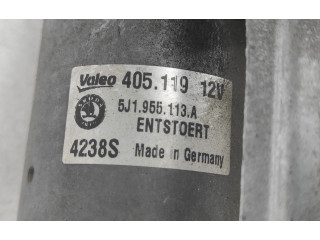 Valeo 405.119 12V
5J1.955.113.A
ENTSTOERT
4238S Made in Germany